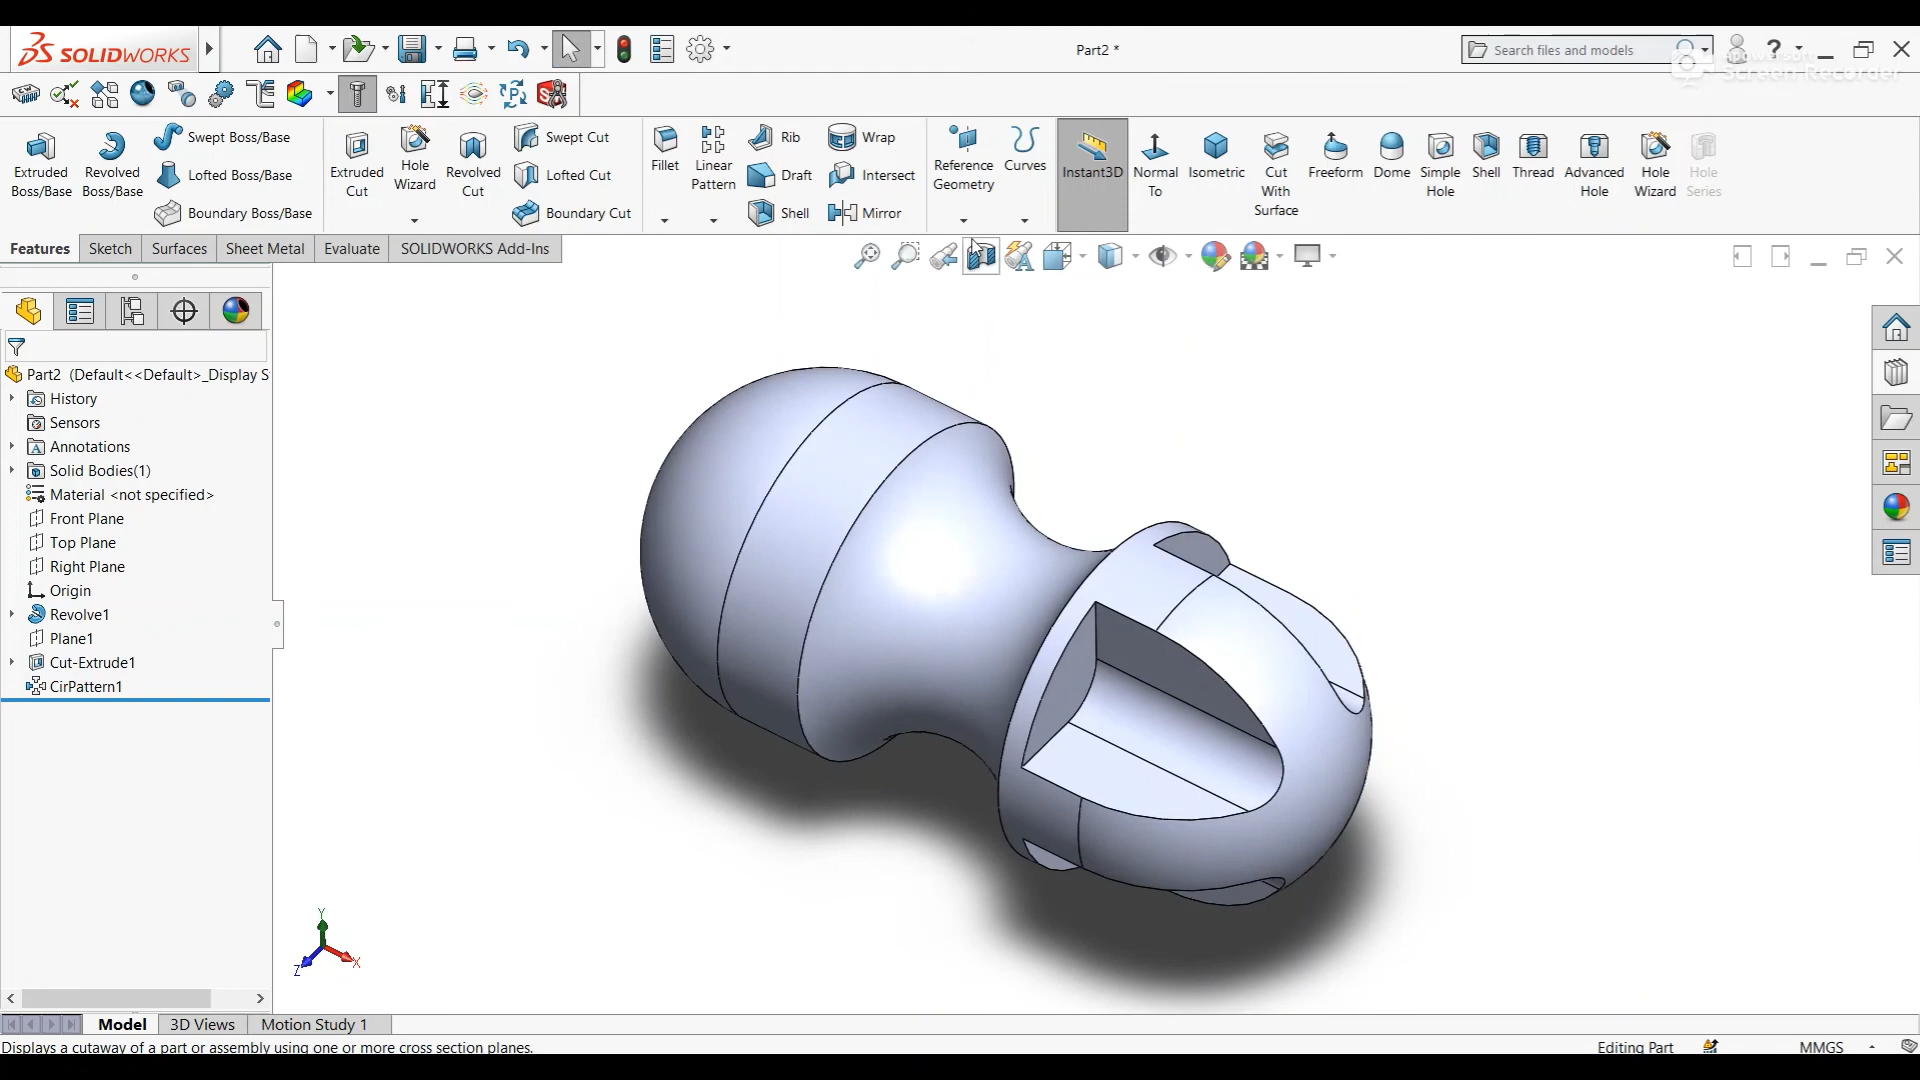 SOLIDWORKS
Part2 *
Search files and models
Screen Recorder
Extruded Boss/Base
Revolved Boss/Base
Swept Boss/Base
Lofted Boss/Base
Boundary Boss/Base
Extruded Cut
Hole Wizard
Revolved Cut
Swept Cut
Lofted Cut
Boundary Cut
Fillet
Linear Pattern
Rib
Draft
Shell
Wrap
Intersect
Mirror
Reference Geometry
Curves
Instant3D
Normal To
Isometric
Cut With Surface
Freeform
Dome
Simple Hole
Shell
Thread
Advanced Hole
Hole Wizard
Hole Series
Features
Sketch
Surfaces
Sheet Metal
Evaluate
SOLIDWORKS Add-Ins
Part2 (Default<<Default>_Display S
History
Sensors
Annotations
Solid Bodies(1)
Material <not specified>
Front Plane
Top Plane
Right Plane
Origin
Revolve1
Plane1
Cut-Extrude1
CirPattern1
Y
X
Z
Model
3D Views
Motion Study 1
Displays a cutaway of a part or assembly using one or more cross section planes.
Editing Part
MMGS